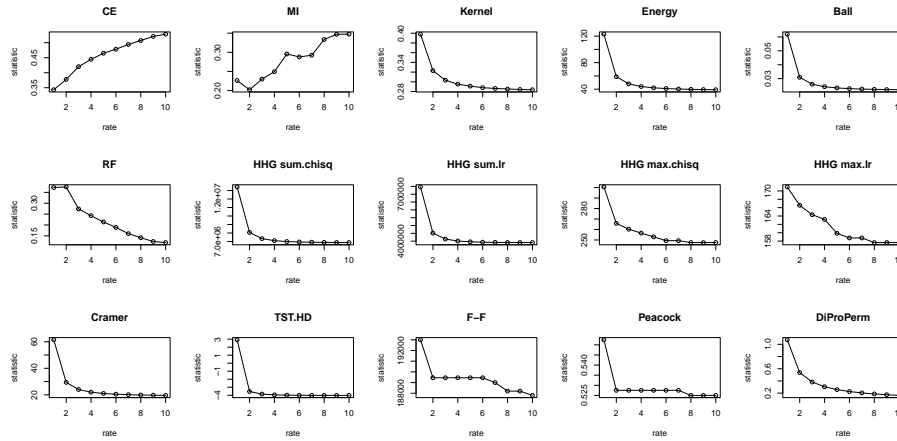 CE MI Kernel Energy Ball
statistic statistic statistic statistic statistic
0.35 0.45 0.20 0.30 0.28 0.34 0.40 40 80 120 0.03 0.05
2 4 6 8 10 2 4 6 8 10 2 4 6 8 10 2 4 6 8 10 2 4 6 8 10
rate rate rate rate rate
RF HHG sum.chisq HHG sum.lr HHG max.chisq HHG max.lr
statistic statistic statistic statistic statistic
0.15 0.30 7.0e+06 1.2e+07 4000000 7000000 250 280 158 164 170
2 4 6 8 10 2 4 6 8 10 2 4 6 8 10 2 4 6 8 10 2 4 6 8 10
rate rate rate rate rate
Cramer TST.HD F−F Peacock DiProPerm
statistic statistic statistic statistic statistic
20 40 60 −4 −1 1 3 188000 192000 0.525 0.540 0.2 0.6 1.0
2 4 6 8 10 2 4 6 8 10 2 4 6 8 10 2 4 6 8 10 2 4 6 8 10
rate rate rate rate rate